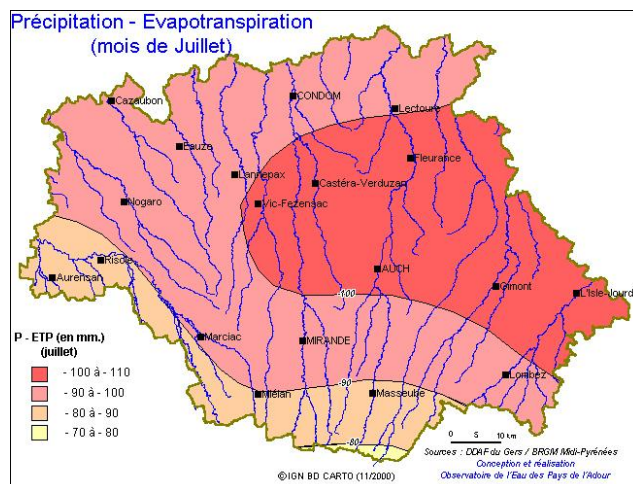 Précipitation - Evapotranspiration
(mois de Juillet)
Cazaubon
CONDOM
Lectoure
Eauze
Fleurance
Lannepax
Castéra-Verduzan
Nogaro
Vic-Fezensac
Riscle
AUCH
Aurensan
Gimont
L'Isle-Jourd
-100
Marciac
MIRANDE
P - ETP (en mm.)
(juillet)
- 100 à - 110
- 90 à - 100
- 80 à - 90
- 70 à - 80
Lombez
-90
Miélan
Masseube
-80
0 5 10 km
Sources : DDAF du Gers / BRGM Midi-Pyrénées
Conception et réalisation
Observatoire de l'Eau des Pays de l'Adour
©IGN BD CARTO (11/2000)